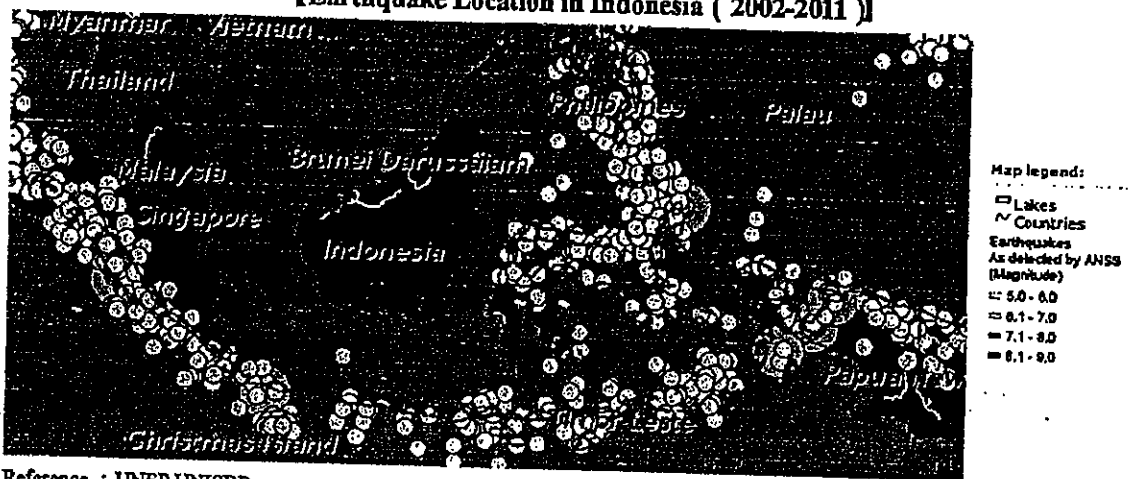 [Earthquake Location in Indonesia ( 2002-2011 )]
Myanmar Vietnam
Thailand
Philippines
Palau
Malaysia
Brunei Darussalam
Singapore
Indonesia
Christmas Island
Map legend:
Lakes
Countries
Earthquakes
As detected by ANSS
(Magnitude)
5.0 - 6.0
6.1 - 7.0
7.1 - 8.0
8.1 - 9.0
Reference :